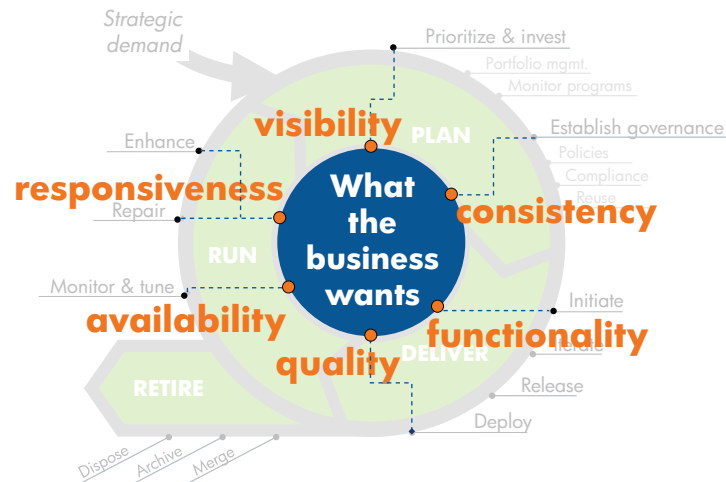 Strategic
demand
Prioritize & invest
Portfolio mgmt.
Monitor programs
visibility
PLAN
Establish governance
Enhance
Policies
Compliance
Reuse
responsiveness
What
the
business
wants
consistency
Repair
RUN
Monitor & tune
Initiate
availability
functionality
quality
DELIVER
Iterate
RETIRE
Release
Deploy
Dispose
Archive
Merge